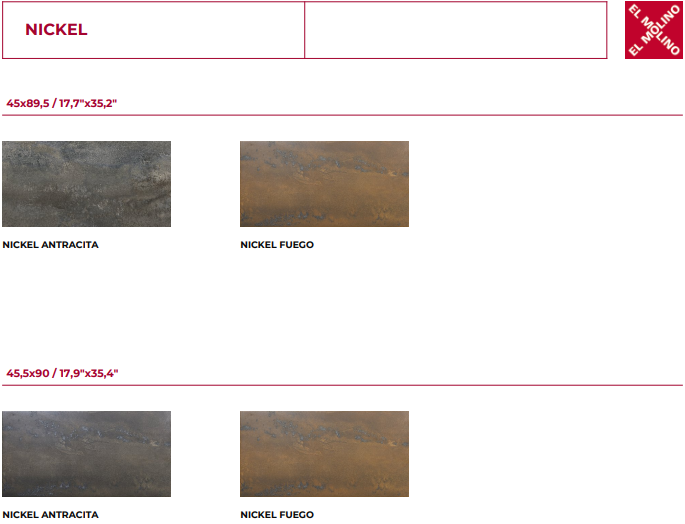 NICKEL
EL MOLINO
EL MOLINO
45x89,5 / 17,7"x35,2"
NICKEL ANTRACITA
NICKEL FUEGO
45,5x90 / 17,9"x35,4"
NICKEL ANTRACITA
NICKEL FUEGO